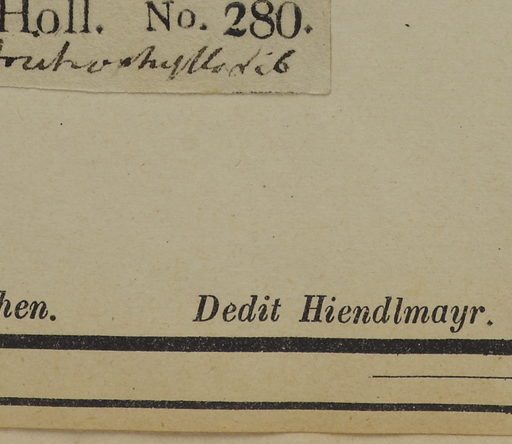 Holl. No. 280.
hen. Dedit Hiendlmayr.